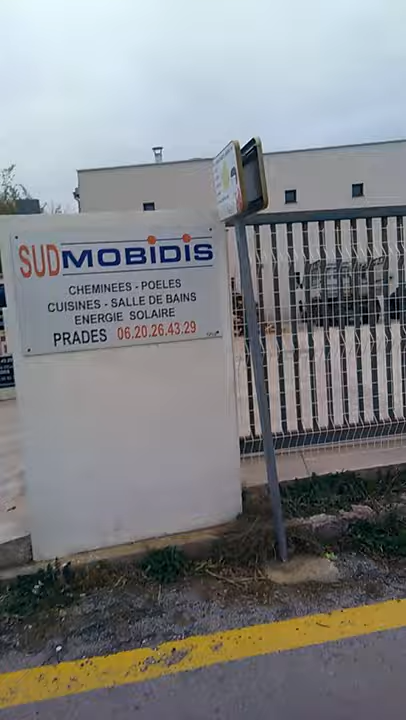 SUDMOBIDIS
CHEMINEES - POELES
CUISINES - SALLE DE BAINS
ENERGIE SOLAIRE
PRADES 06.20.26.43.29